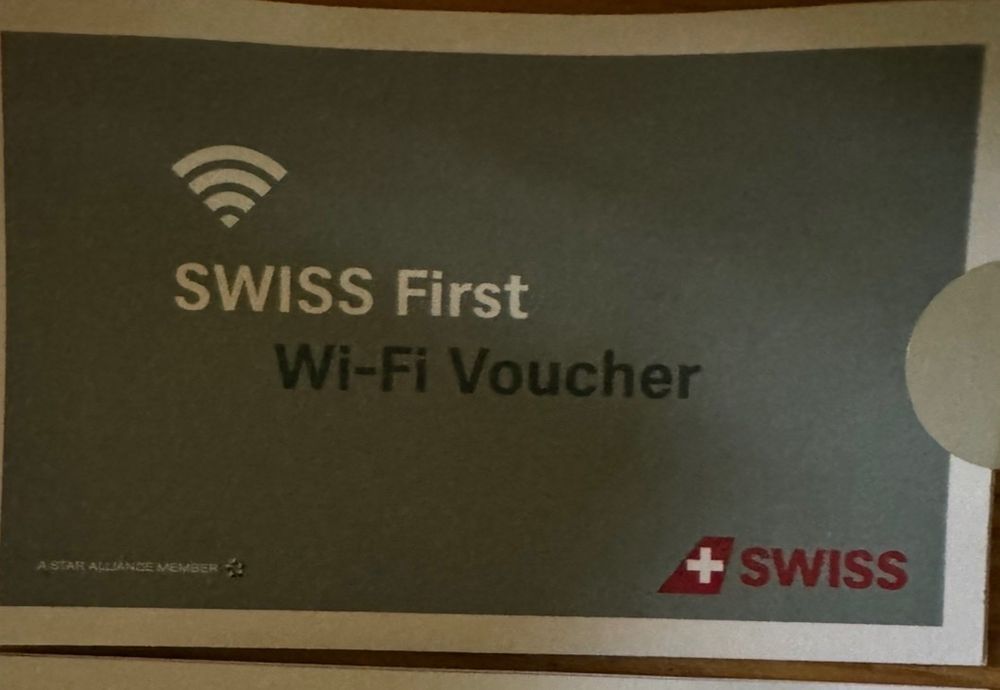 SWISS First
Wi-Fi Voucher
A STAR ALLIANCE MEMBER
SWISS